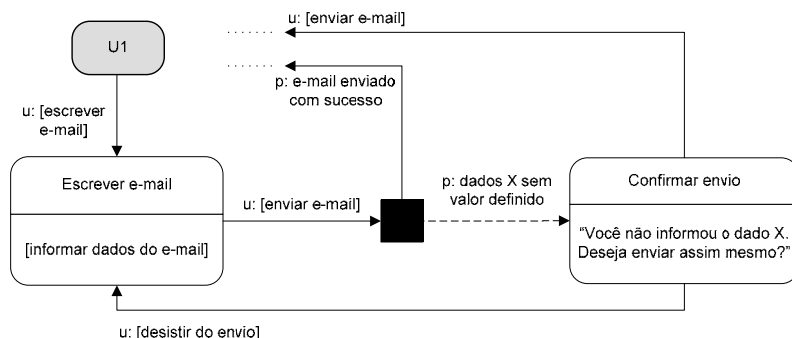 u: [enviar e-mail]
U1
p: e-mail enviado
com sucesso
u: [escrever
e-mail]
Escrever e-mail
[informar dados do e-mail]
u: [enviar e-mail]
p: dados X sem
valor definido
Confirmar envio
“Você não informou o dado X.
Deseja enviar assim mesmo?”
u: [desistir do envio]